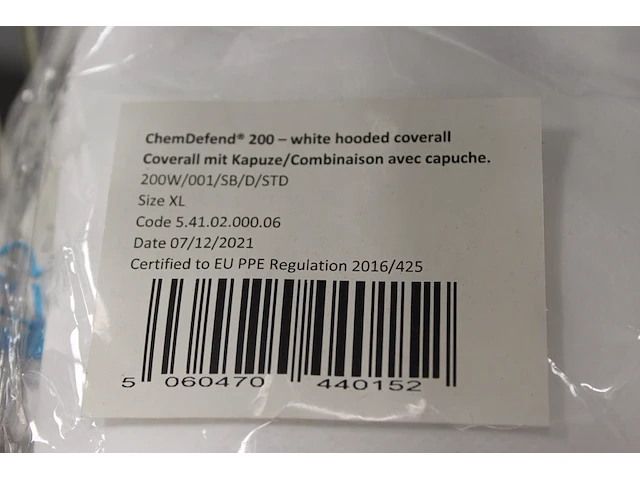 ChemDefend® 200 – white hooded coverall
Coverall mit Kapuze/Combinaison avec capuche.
200W/001/SB/D/STD
Size XL
Code 5.41.02.000.06
Date 07/12/2021
Certified to EU PPE Regulation 2016/425
5 060470 440152